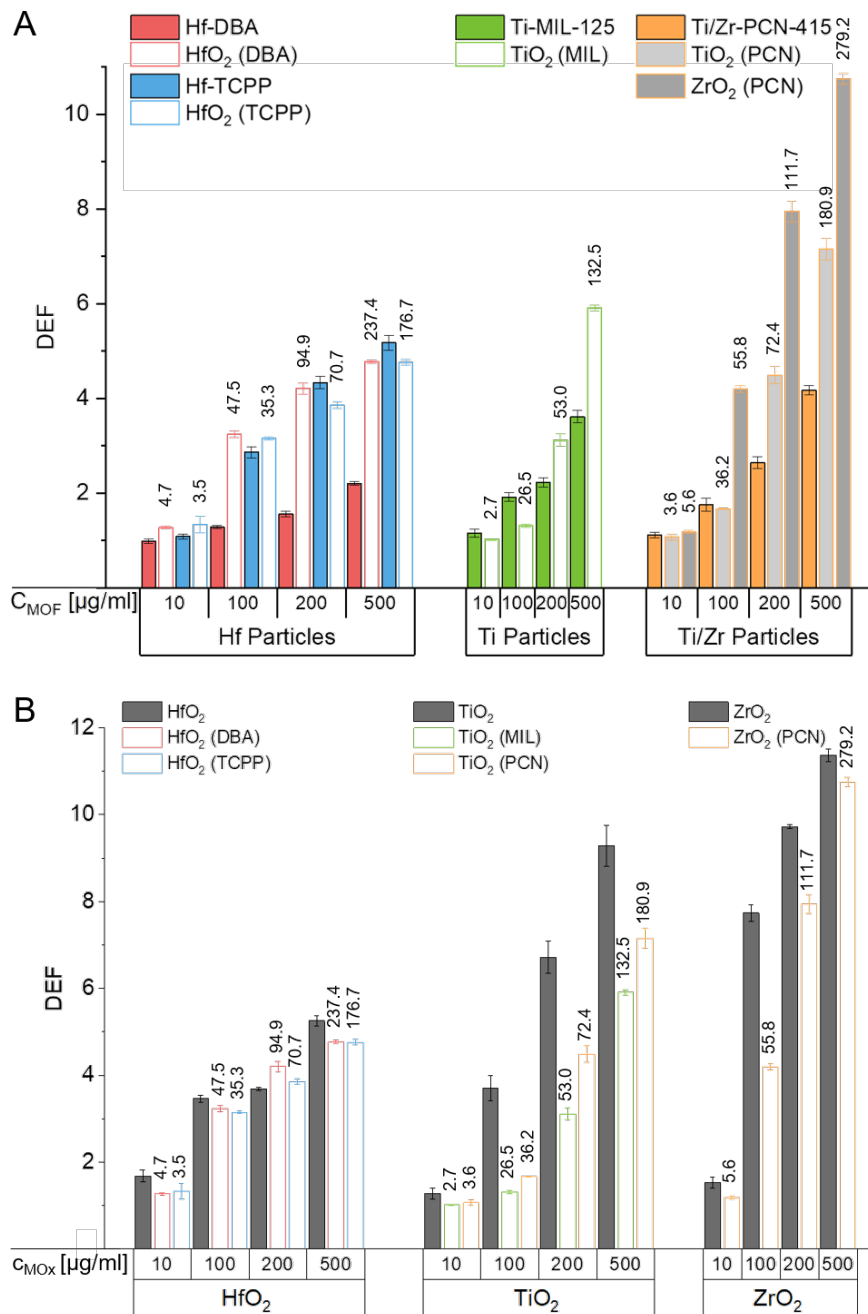 A
Hf-DBA
HfO₂ (DBA)
Hf-TCPP
HfO₂ (TCPP)
Ti-MIL-125
TiO₂ (MIL)
Ti/Zr-PCN-415
TiO₂ (PCN)
ZrO₂ (PCN)
DEF
10
8
6
4
2
4.7
3.5
47.5
35.3
94.9
70.7
237.4
176.7
2.7
26.5
53.0
132.5
3.6
5.6
36.2
55.8
72.4
111.7
180.9
279.2
C_MOF [µg/ml]
10 100 200 500
10 100 200 500
10 100 200 500
Hf Particles
Ti Particles
Ti/Zr Particles
B
HfO₂
HfO₂ (DBA)
HfO₂ (TCPP)
TiO₂
TiO₂ (MIL)
TiO₂ (PCN)
ZrO₂
ZrO₂ (PCN)
DEF
12
10
8
6
4
2
4.7
3.5
47.5
35.3
94.9
70.7
237.4
176.7
2.7
3.6
26.5
36.2
53.0
72.4
132.5
180.9
5.6
55.8
111.7
279.2
c_MOx [µg/ml]
10 100 200 500
10 100 200 500
10 100 200 500
HfO₂
TiO₂
ZrO₂